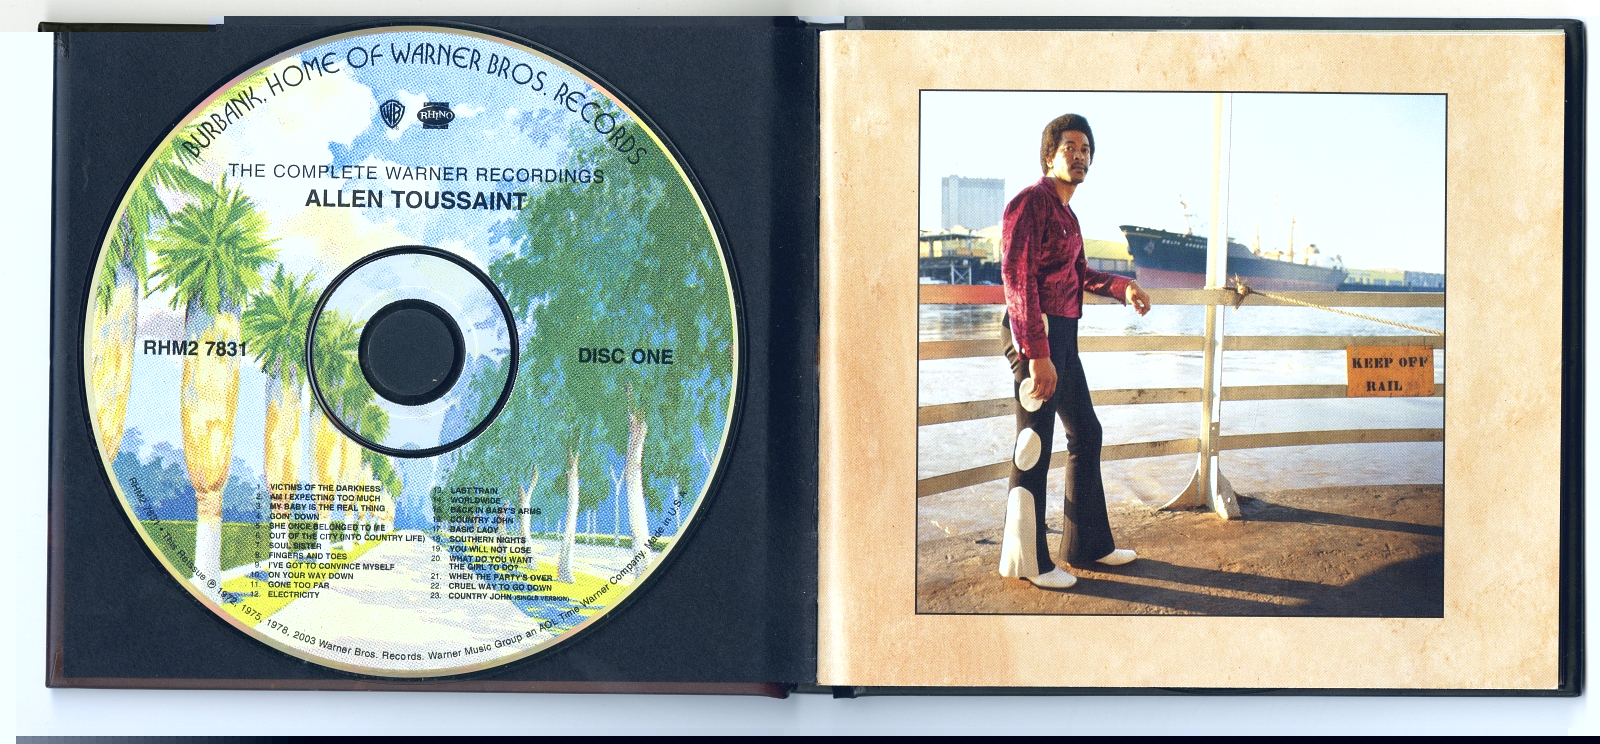 BURBANK, HOME OF WARNER BROS. RECORDS
WB RHINO
THE COMPLETE WARNER RECORDINGS
ALLEN TOUSSAINT
RHM2 7831
DISC ONE
1. VICTIMS OF THE DARKNESS
2. AM I EXPECTING TOO MUCH
3. MY BABY IS THE REAL THING
4. GOIN' DOWN
5. SHE ONCE BELONGED TO ME
6. OUT OF THE CITY (INTO COUNTRY LIFE)
7. SOUL SISTER
8. FINGERS AND TOES
9. I'VE GOT TO CONVINCE MYSELF
10. ON YOUR WAY DOWN
11. GONE TOO FAR
12. ELECTRICITY
13. LAST TRAIN
14. WORLDWIDE
15. BACK IN BABY'S ARMS
16. COUNTRY JOHN
17. BASIC LADY
18. SOUTHERN NIGHTS
19. YOU WILL NOT LOSE
20. WHAT DO YOU WANT
THE GIRL TO DO?
21. WHEN THE PARTY'S OVER
22. CRUEL WAY TO GO DOWN
23. COUNTRY JOHN (SINGLE VERSION)
RHM2 7831 • This Reissue ℗ 1972, 1975, 1978, 2003 Warner Bros. Records. Warner Music Group an AOL Time Warner Company. Made in U.S.A.
KEEP OFF
RAIL